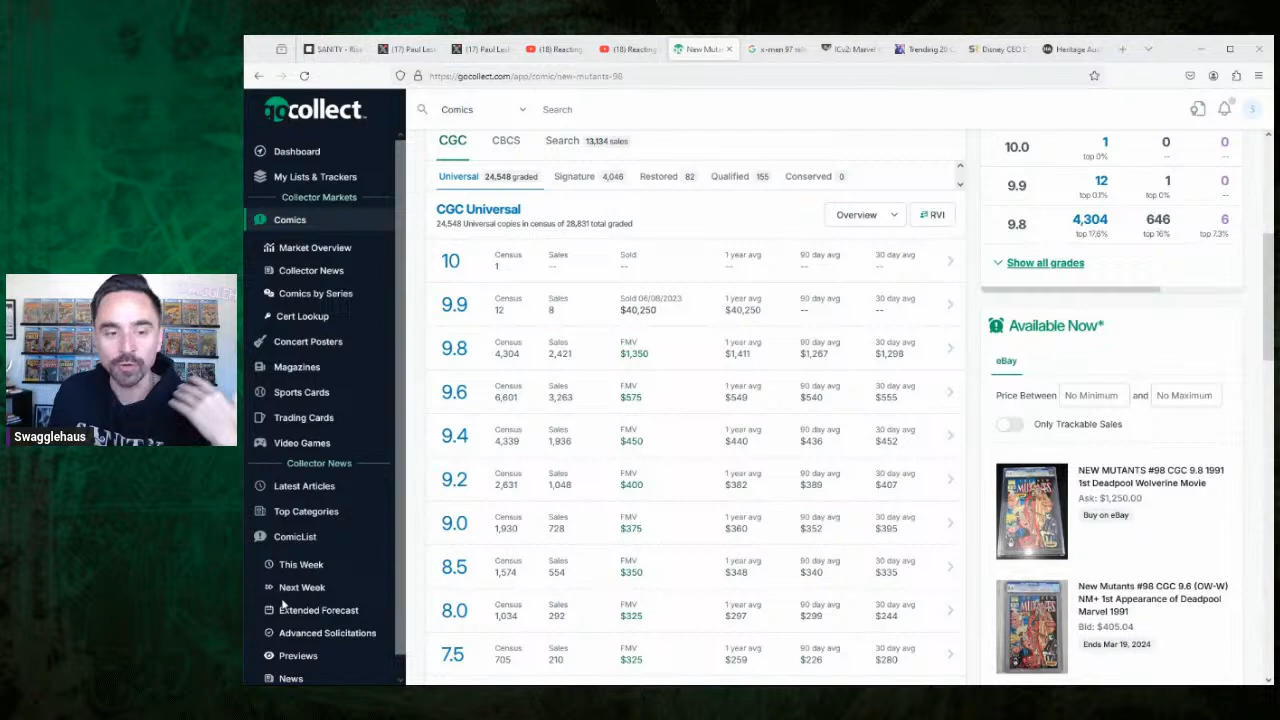 SANITY - Rise
(17) Paul Les
(17) Paul Lesl
(18) Reacting
(18) Reacting
New Muta
x-men 97 rele
ICv2: Marvel
Trending 20 C
Disney CEO
Heritage Auc
https://gocollect.com/app/comic/new-mutants-98
gocollect
Comics
Search
Dashboard
My Lists & Trackers
Collector Markets
Comics
Market Overview
Collector News
Comics by Series
Cert Lookup
Concert Posters
Magazines
Sports Cards
Trading Cards
Video Games
Collector News
Latest Articles
Top Categories
ComicList
This Week
Next Week
Extended Forecast
Advanced Solicitations
Previews
News
CGC CBCS Search 13,134 sales
Universal 24,548 graded Signature 4,046 Restored 82 Qualified 155 Conserved 0
CGC Universal
24,548 Universal copies in census of 28,831 total graded
Overview
RVI
10 Census Sales Sold 1 year avg 90 day avg 30 day avg
1 -- -- -- -- --
9.9 Census Sales Sold 06/08/2023 1 year avg 90 day avg 30 day avg
12 8 $40,250 $40,250 -- --
9.8 Census Sales FMV 1 year avg 90 day avg 30 day avg
4,304 2,421 $1,350 $1,411 $1,267 $1,298
9.6 Census Sales FMV 1 year avg 90 day avg 30 day avg
6,601 3,263 $575 $549 $540 $555
9.4 Census Sales FMV 1 year avg 90 day avg 30 day avg
4,339 1,936 $450 $440 $436 $452
9.2 Census Sales FMV 1 year avg 90 day avg 30 day avg
2,631 1,048 $400 $382 $389 $407
9.0 Census Sales FMV 1 year avg 90 day avg 30 day avg
1,930 728 $375 $360 $352 $395
8.5 Census Sales FMV 1 year avg 90 day avg 30 day avg
1,574 554 $350 $348 $340 $335
8.0 Census Sales FMV 1 year avg 90 day avg 30 day avg
1,034 292 $325 $297 $299 $244
7.5 Census Sales FMV 1 year avg 90 day avg 30 day avg
705 210 $325 $259 $226 $280
10.0 1 0 0
top 0% -- --
9.9 12 1 0
top 0.1% top 0% --
9.8 4,304 646 6
top 17.6% top 16% top 7.3%
Show all grades
Available Now*
eBay
Price Between No Minimum and No Maximum
Only Trackable Sales
NEW MUTANTS #98 CGC 9.8 1991
1st Deadpool Wolverine Movie
Ask: $1,250.00
Buy on eBay
New Mutants #98 CGC 9.6 (OW-W)
NM+ 1st Appearance of Deadpool
Marvel 1991
Bid: $405.04
Ends Mar 19, 2024
Swagglehaus
SANITY